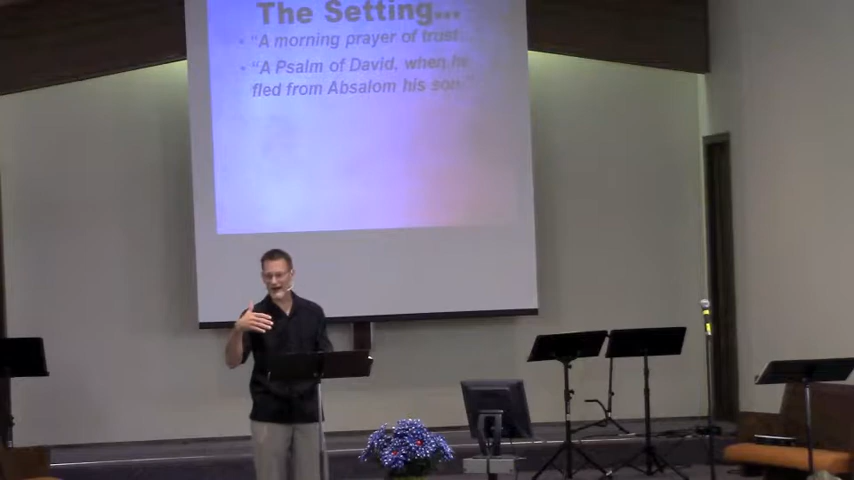 The Setting...
• "A morning prayer of trust...
• "A Psalm of David, when he
fled from Absalom his son."